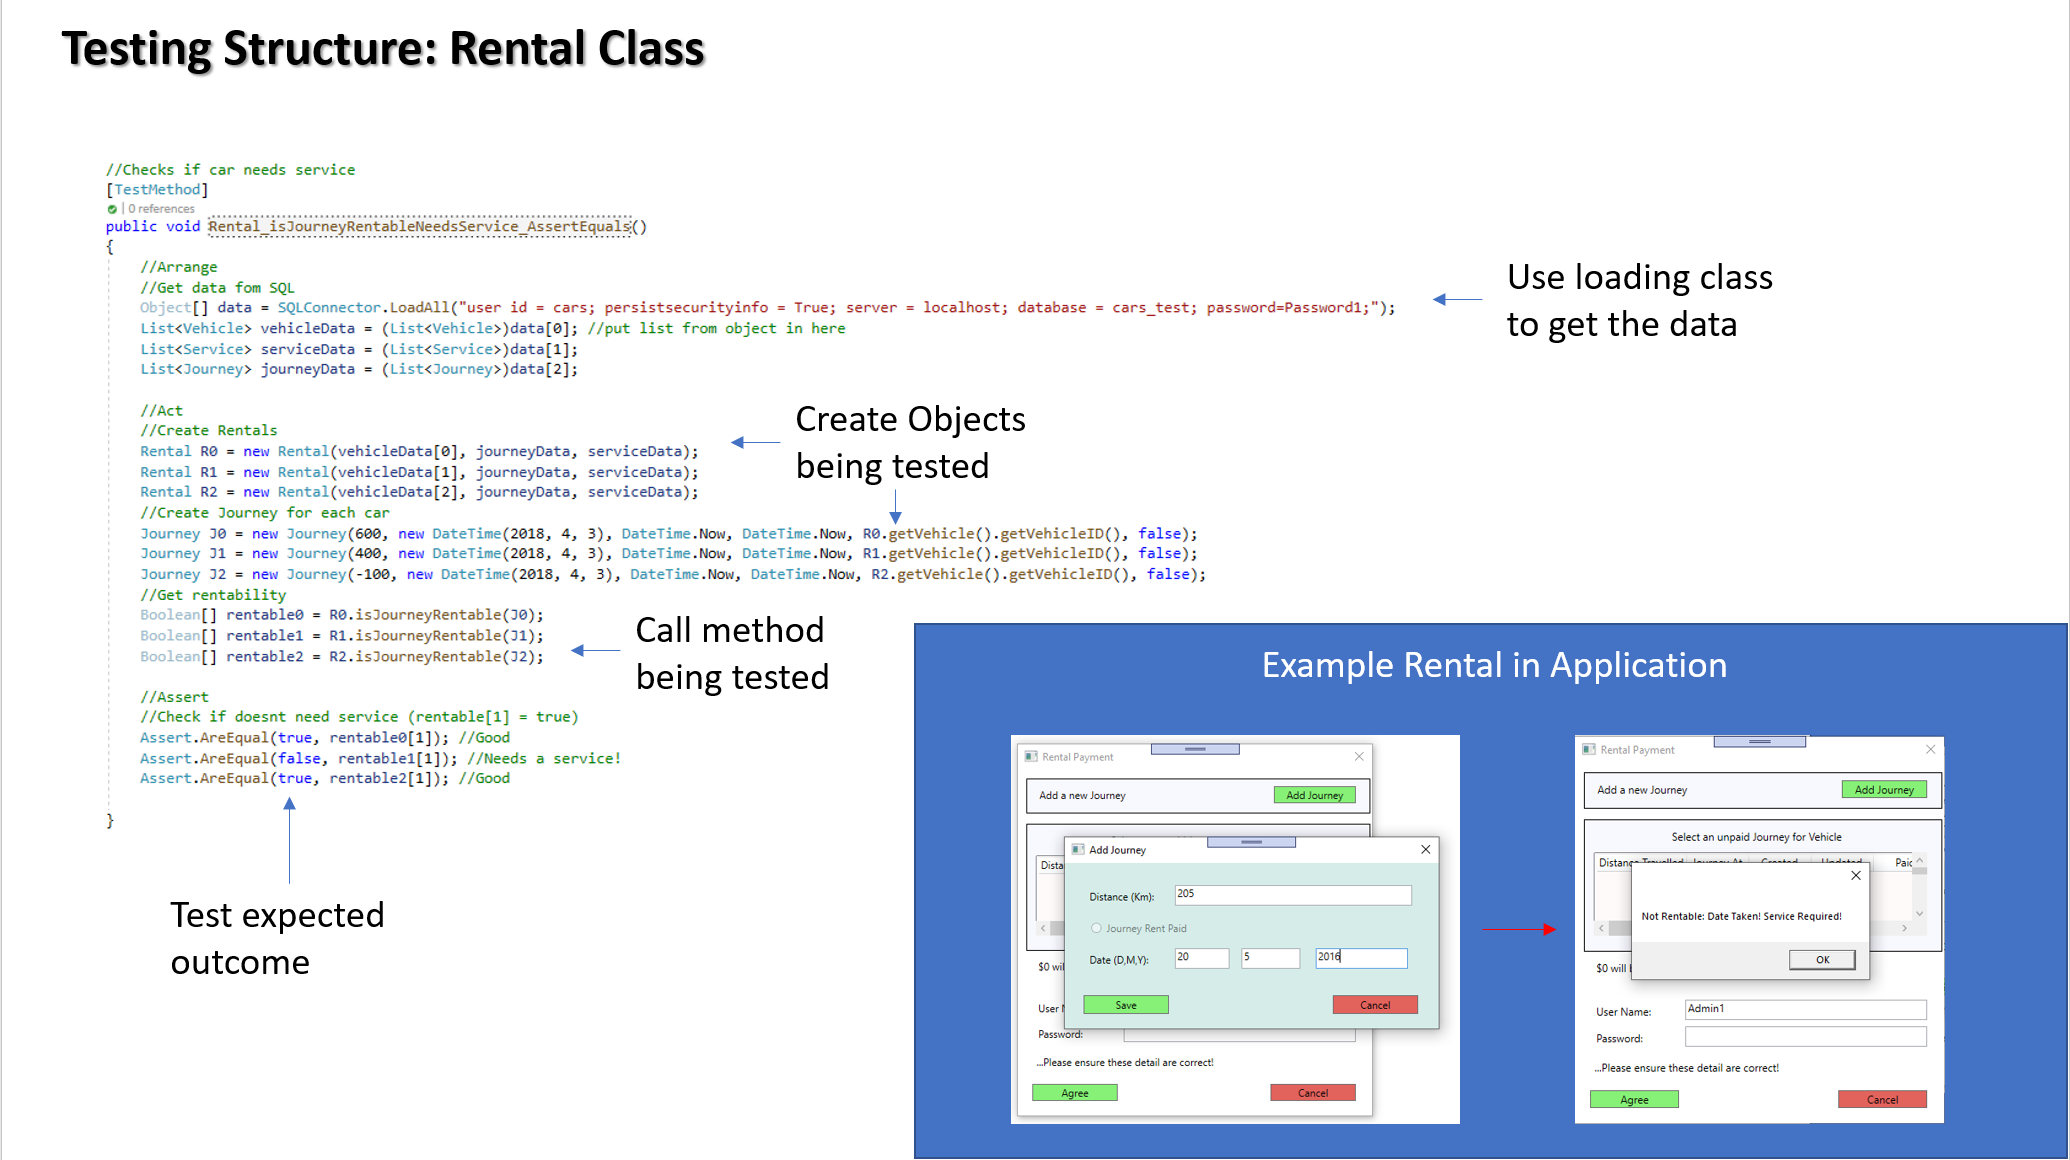 Testing Structure: Rental Class
//Checks if car needs service
[TestMethod]
| 0 references
public void Rental_isJourneyRentableNeedsService_AssertEquals()
{
//Arrange
//Get data fom SQL
Object[] data = SQLConnector.LoadAll("user id = cars; persistsecurityinfo = True; server = localhost; database = cars_test; password=Password1;");
List<Vehicle> vehicleData = (List<Vehicle>)data[0]; //put list from object in here
List<Service> serviceData = (List<Service>)data[1];
List<Journey> journeyData = (List<Journey>)data[2];
Use loading class
to get the data
//Act
//Create Rentals
Rental R0 = new Rental(vehicleData[0], journeyData, serviceData);
Rental R1 = new Rental(vehicleData[1], journeyData, serviceData);
Rental R2 = new Rental(vehicleData[2], journeyData, serviceData);
Create Objects
being tested
//Create Journey for each car
Journey J0 = new Journey(600, new DateTime(2018, 4, 3), DateTime.Now, DateTime.Now, R0.getVehicle().getVehicleID(), false);
Journey J1 = new Journey(400, new DateTime(2018, 4, 3), DateTime.Now, DateTime.Now, R1.getVehicle().getVehicleID(), false);
Journey J2 = new Journey(-100, new DateTime(2018, 4, 3), DateTime.Now, DateTime.Now, R2.getVehicle().getVehicleID(), false);
//Get rentability
Boolean[] rentable0 = R0.isJourneyRentable(J0);
Boolean[] rentable1 = R1.isJourneyRentable(J1);
Boolean[] rentable2 = R2.isJourneyRentable(J2);
Call method
being tested
//Assert
//Check if doesnt need service (rentable[1] = true)
Assert.AreEqual(true, rentable0[1]); //Good
Assert.AreEqual(false, rentable1[1]); //Needs a service!
Assert.AreEqual(true, rentable2[1]); //Good
}
Test expected
outcome
Example Rental in Application
Rental Payment
Add a new Journey Add Journey
Dista
Add Journey
Distance (Km): 205
Journey Rent Paid
Date (D,M,Y): 20 5 2016
Save Cancel
$0 wil
User
Password:
...Please ensure these detail are correct!
Agree Cancel
Rental Payment
Add a new Journey Add Journey
Select an unpaid Journey for Vehicle
Distance Travelled Journey At Created Updated Paid
Not Rentable: Date Taken! Service Required!
OK
$0 will
User Name: Admin1
Password:
...Please ensure these detail are correct!
Agree Cancel